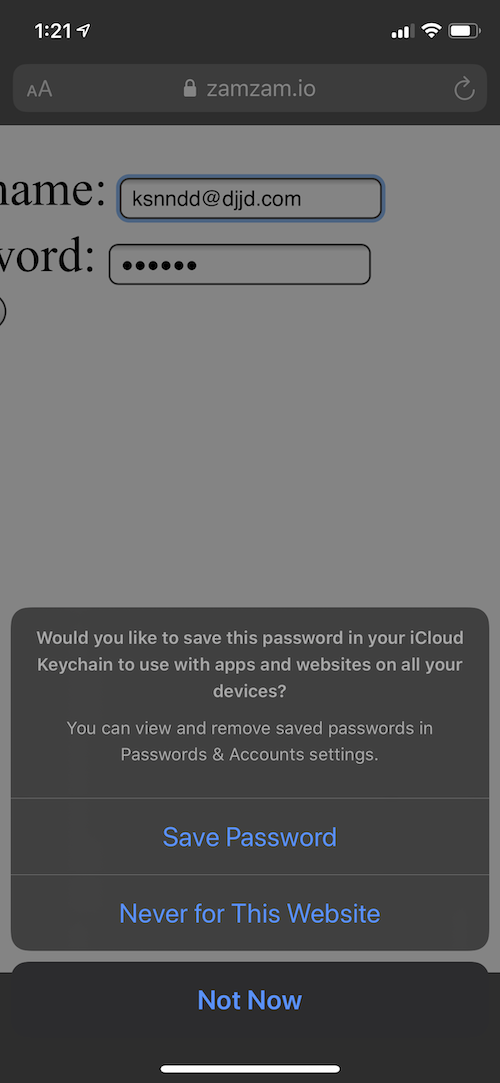 1:21
AA zamzam.io
name: ksnndd@djjd.com
word: ••••••
Would you like to save this password in your iCloud
Keychain to use with apps and websites on all your
devices?
You can view and remove saved passwords in
Passwords & Accounts settings.
Save Password
Never for This Website
Not Now